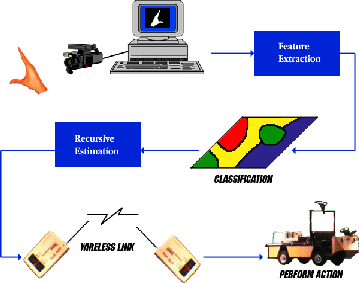 Feature
Extraction
Recursive
Estimation
CLASSIFICATION
WIRELESS LINK
PERFORM ACTION